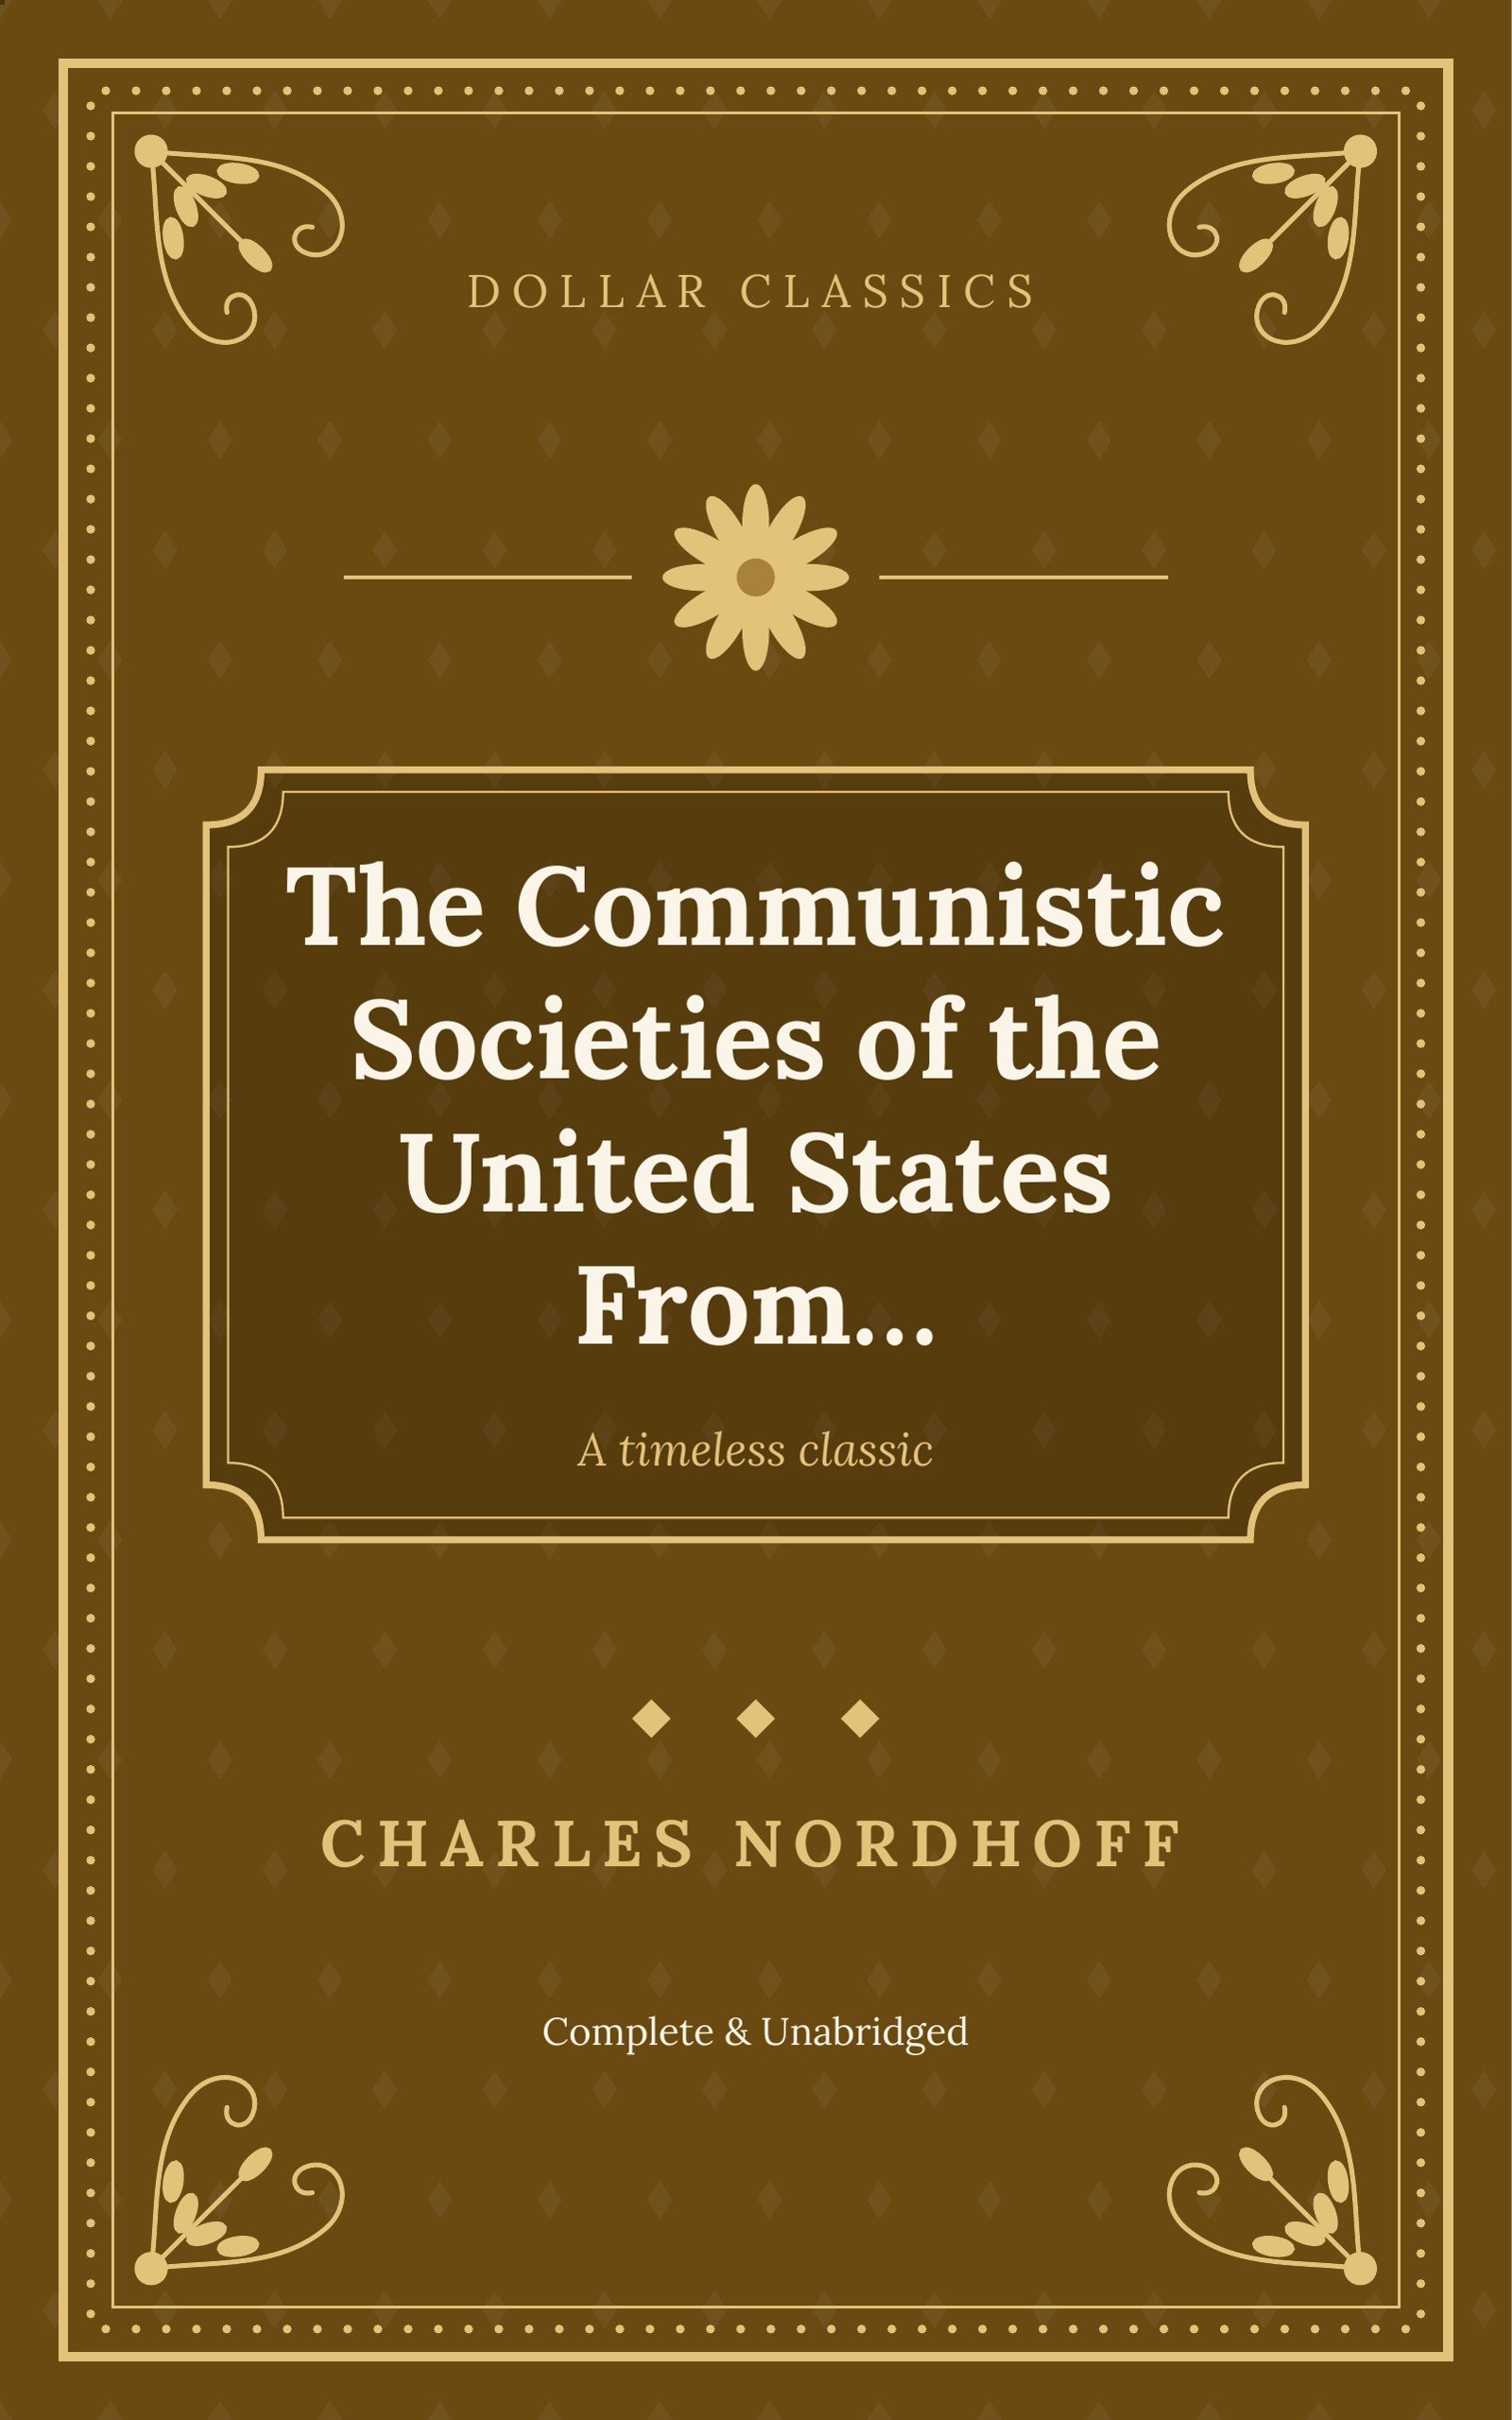 DOLLAR CLASSICS
The Communistic
Societies of the
United States
From...
A timeless classic
CHARLES NORDHOFF
Complete & Unabridged